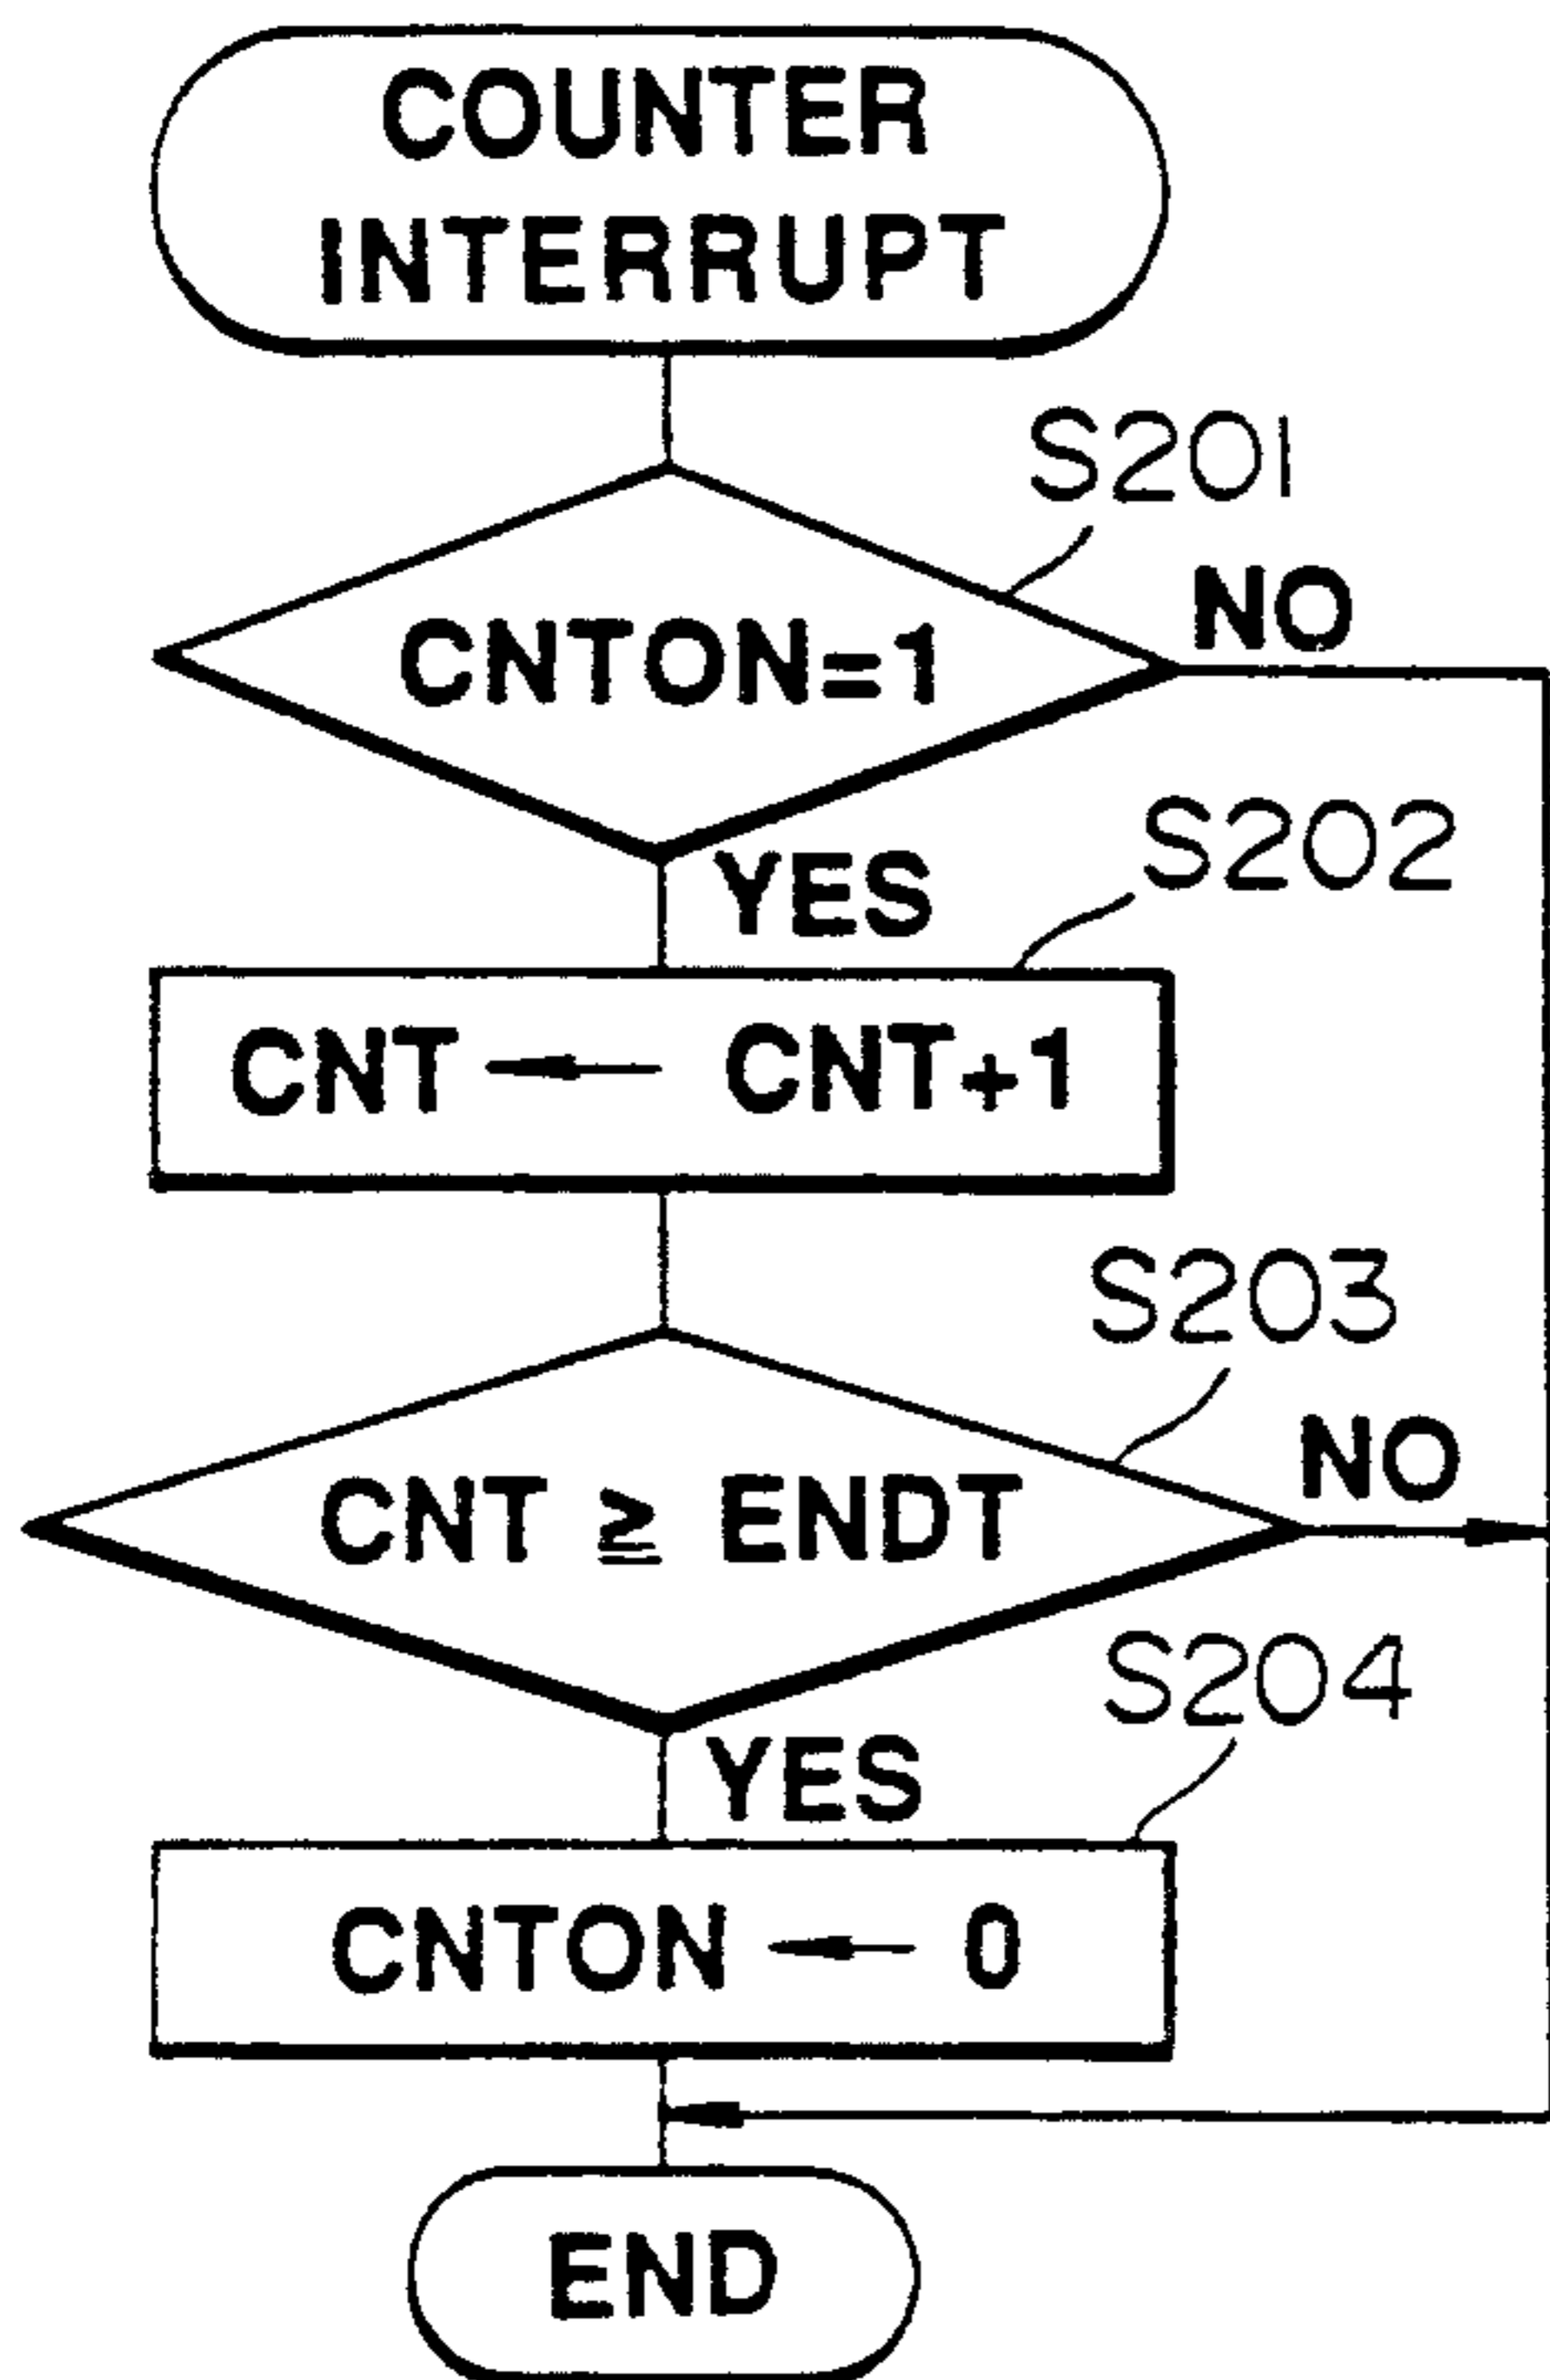 COUNTER
INTERRUPT
S201
NO
CNTON=1
YES
S202
CNT ← CNT+1
S203
NO
CNT ≧ ENDT
S204
YES
CNTON ← 0
END